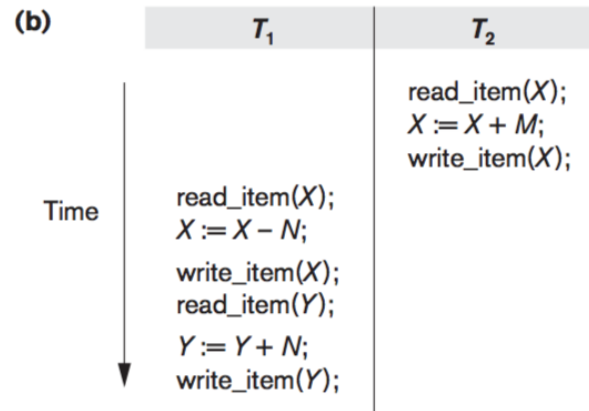 (b)
T₁ T₂
read_item(X);
X := X + M;
write_item(X);
Time
read_item(X);
X := X – N;
write_item(X);
read_item(Y);
Y := Y + N;
write_item(Y);